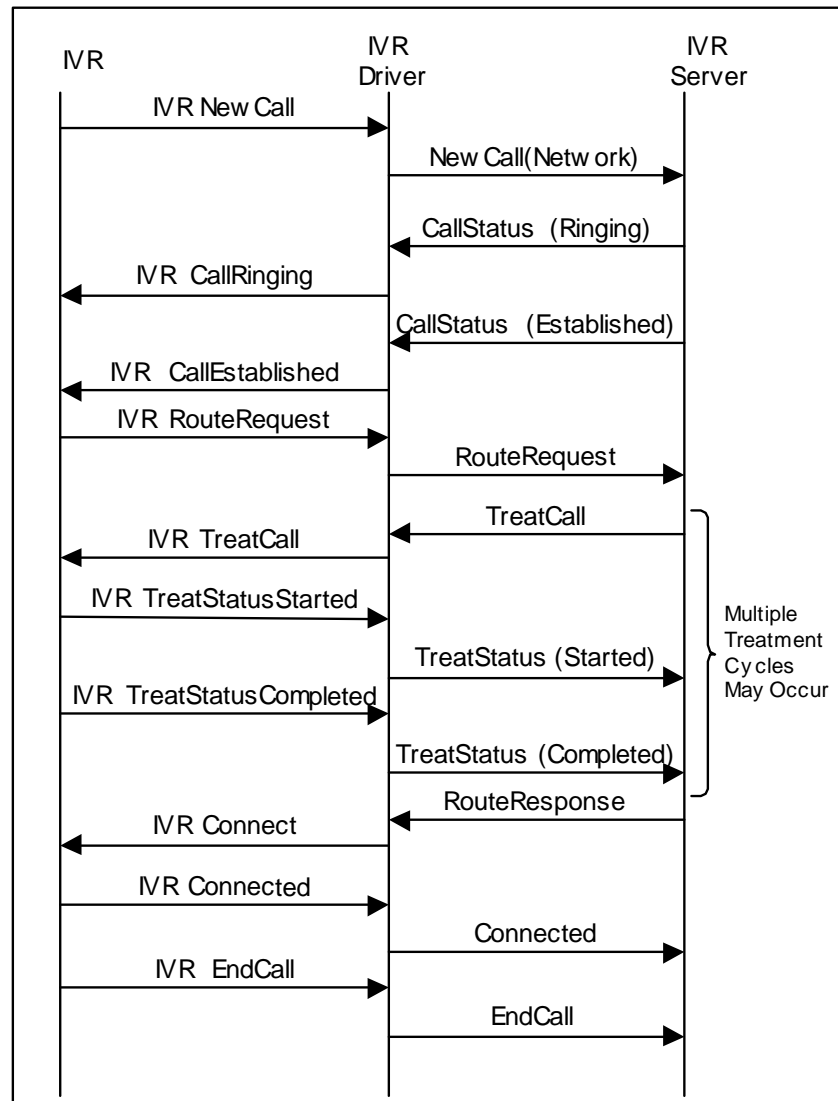 IVR
IVR
Driver
IVR
Server
IVR New Call
New Call(Network)
CallStatus (Ringing)
IVR CallRinging
CallStatus (Established)
IVR CallEstablished
IVR RouteRequest
RouteRequest
TreatCall
IVR TreatCall
IVR TreatStatusStarted
TreatStatus (Started)
IVR TreatStatusCompleted
TreatStatus (Completed)
Multiple
Treatment
Cycles
May Occur
RouteResponse
IVR Connect
IVR Connected
Connected
IVR EndCall
EndCall